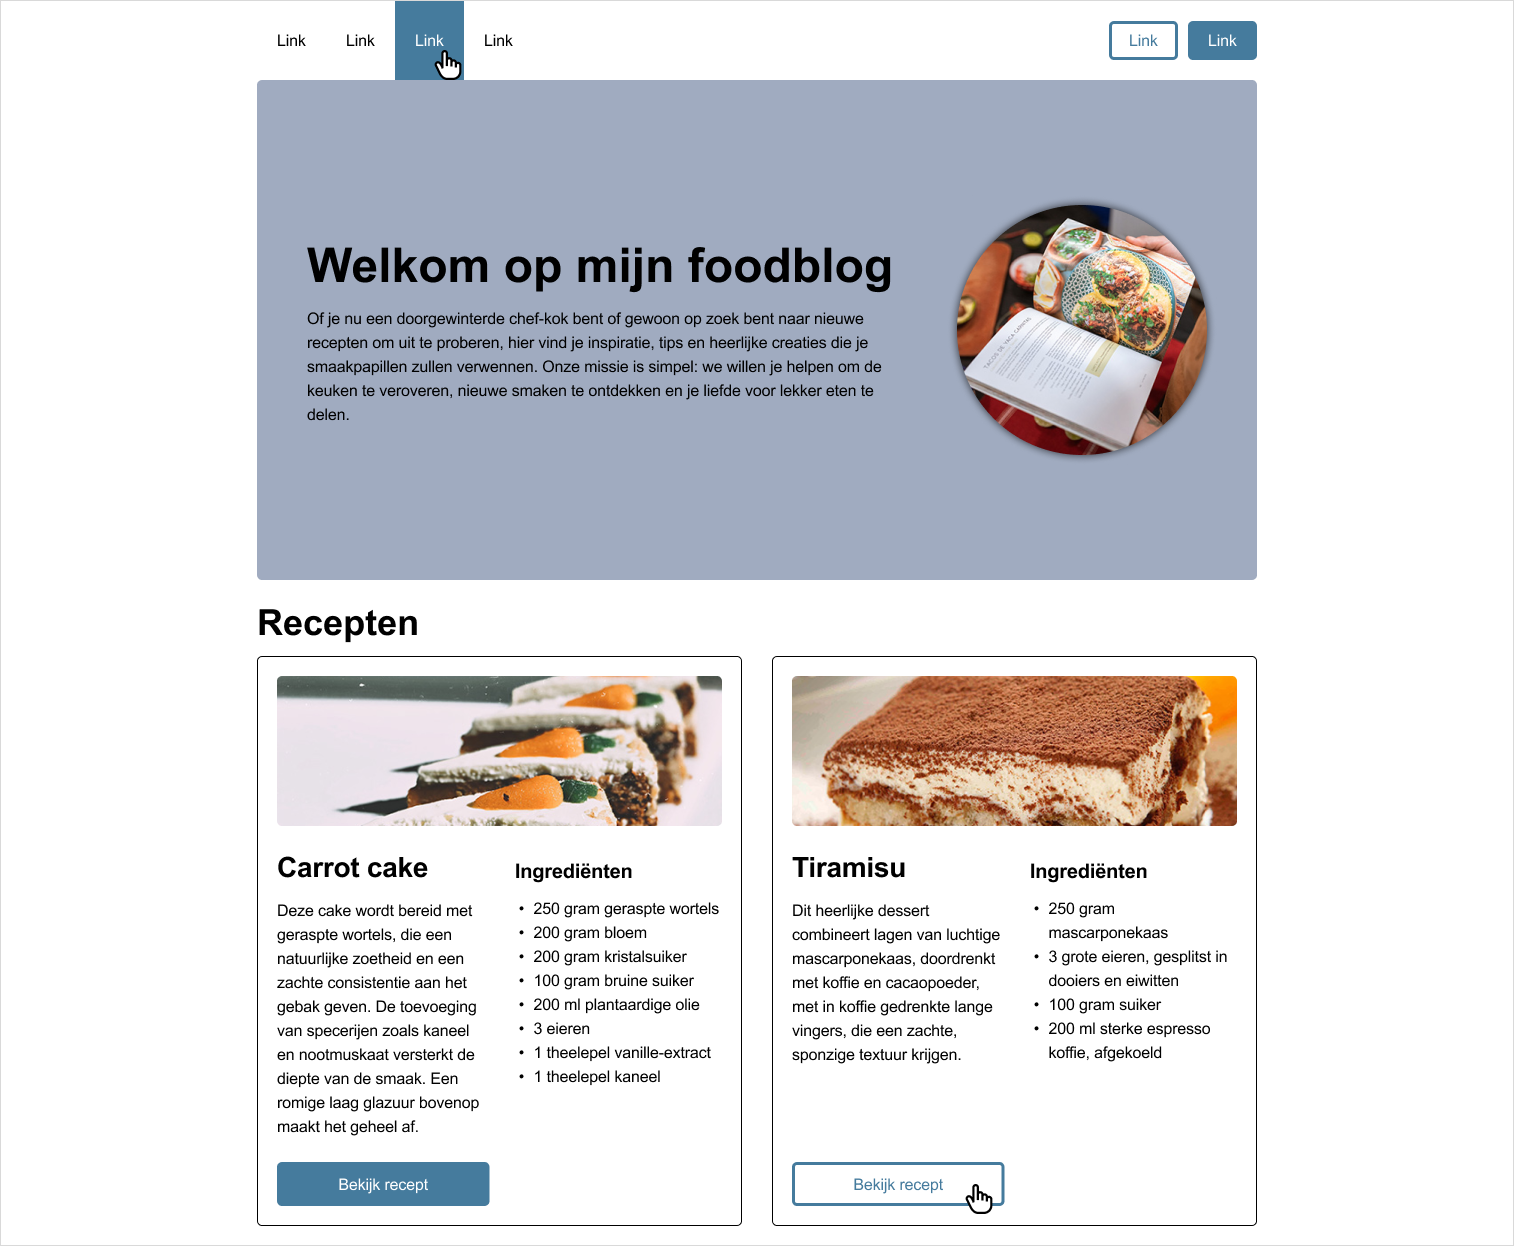 Link Link Link Link Link Link
Welkom op mijn foodblog
Of je nu een doorgewinterde chef-kok bent of gewoon op zoek bent naar nieuwe
recepten om uit te proberen, hier vind je inspiratie, tips en heerlijke creaties die je
smaakpapillen zullen verwennen. Onze missie is simpel: we willen je helpen om de
keuken te veroveren, nieuwe smaken te ontdekken en je liefde voor lekker eten te
delen.
TACOS DE VACA CARNITAS
Recepten
Carrot cake
Deze cake wordt bereid met
geraspte wortels, die een
natuurlijke zoetheid en een
zachte consistentie aan het
gebak geven. De toevoeging
van specerijen zoals kaneel
en nootmuskaat versterkt de
diepte van de smaak. Een
romige laag glazuur bovenop
maakt het geheel af.
Ingrediënten
• 250 gram geraspte wortels
• 200 gram bloem
• 200 gram kristalsuiker
• 100 gram bruine suiker
• 200 ml plantaardige olie
• 3 eieren
• 1 theelepel vanille-extract
• 1 theelepel kaneel
Bekijk recept
Tiramisu
Dit heerlijke dessert
combineert lagen van luchtige
mascarponekaas, doordrenkt
met koffie en cacaopoeder,
met in koffie gedrenkte lange
vingers, die een zachte,
sponzige textuur krijgen.
Ingrediënten
• 250 gram
mascarponekaas
• 3 grote eieren, gesplitst in
dooiers en eiwitten
• 100 gram suiker
• 200 ml sterke espresso
koffie, afgekoeld
Bekijk recept